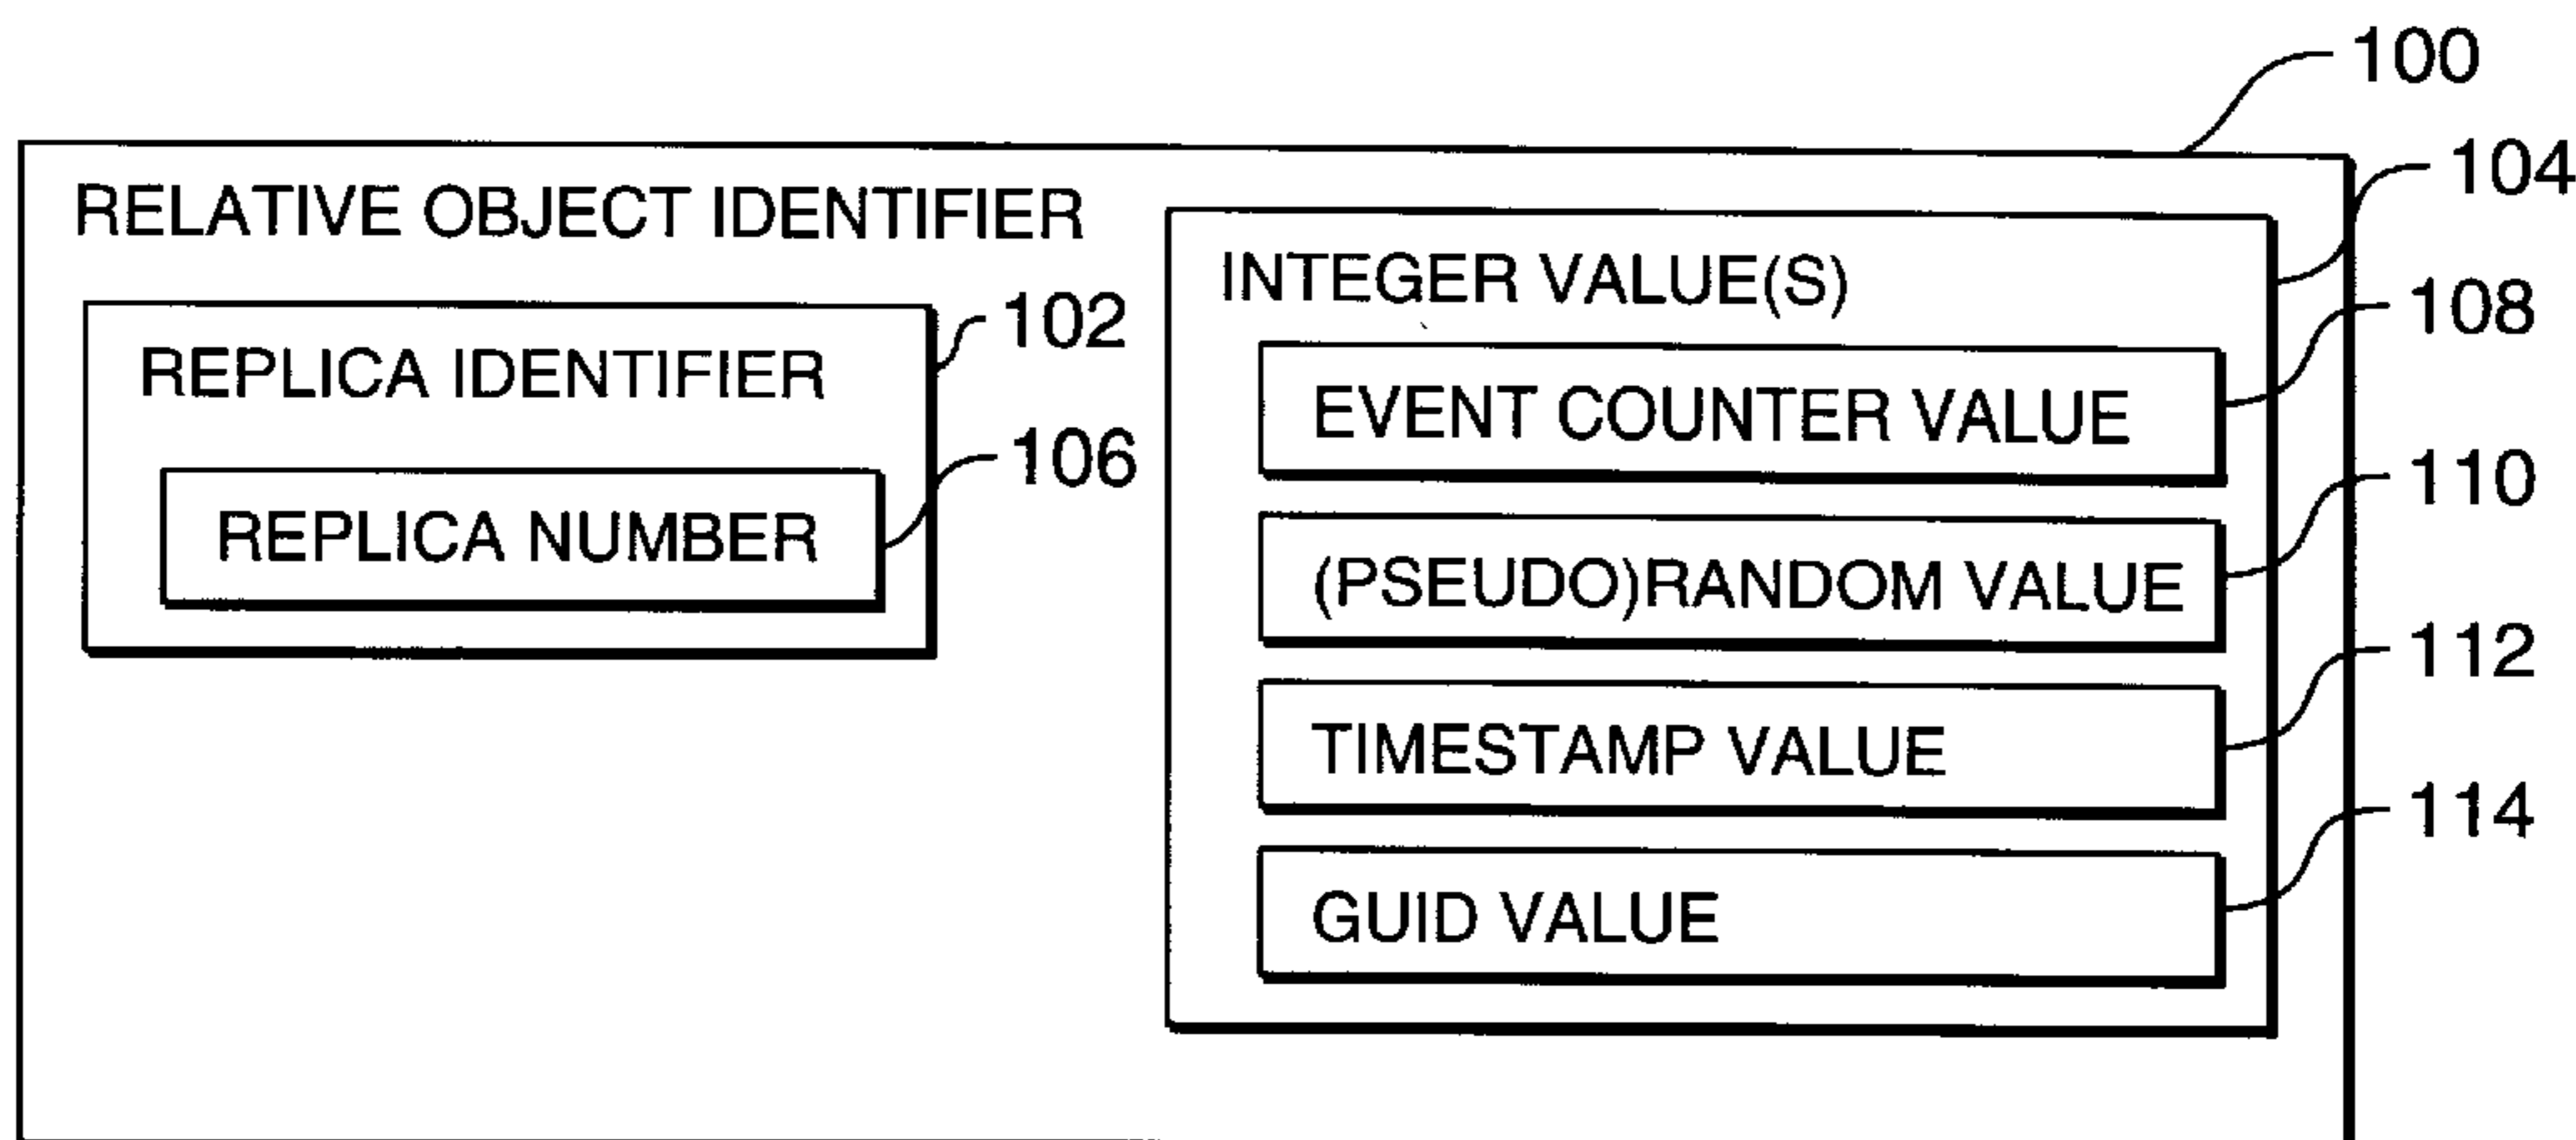 100
RELATIVE OBJECT IDENTIFIER
104
INTEGER VALUE(S)
REPLICA IDENTIFIER
102
108
EVENT COUNTER VALUE
REPLICA NUMBER
106
110
(PSEUDO)RANDOM VALUE
112
TIMESTAMP VALUE
114
GUID VALUE